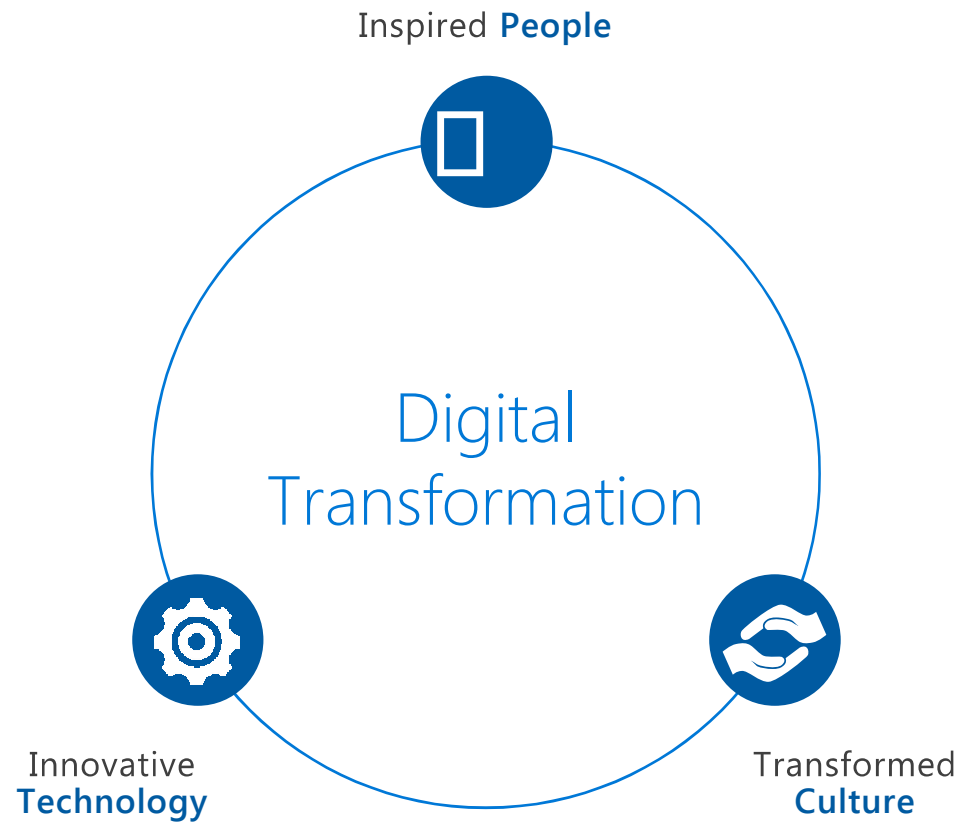 Inspired People
Digital
Transformation
Innovative
Technology
Transformed
Culture